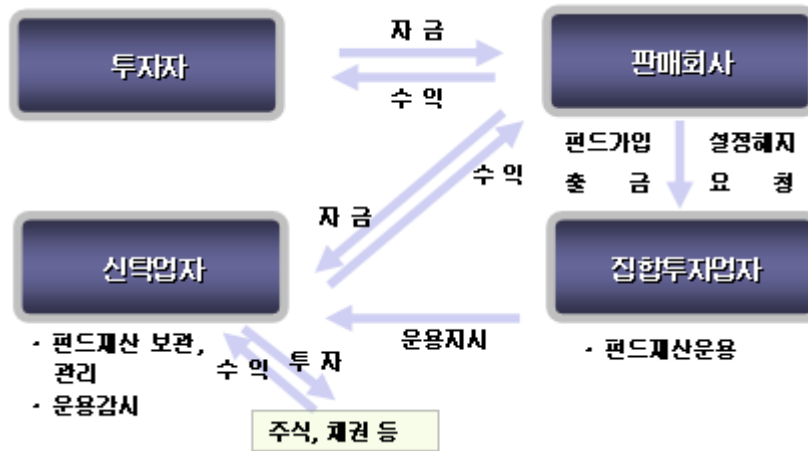 자 금
투자자
판매회사
수 익
펀드가입 설정해지
출 금 요 청
수 익
자 금
신탁업자
집합투자업자
운용지시
· 펀드재산 보관,
관리
· 운용감시
수 익 투 자
· 펀드재산운용
주식, 채권 등